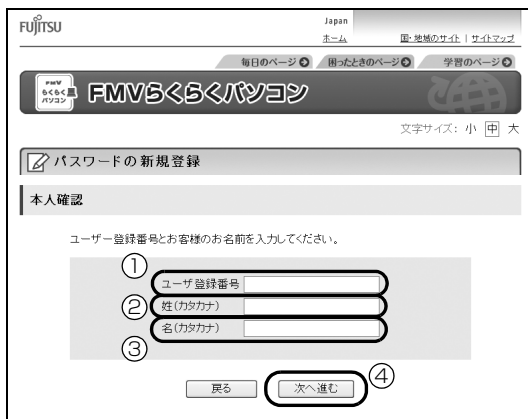 FUJITSU
Japan
ホーム
国・地域のサイト | サイトマップ
毎日のページ 困ったときのページ 学習のページ
FMV
らくらく
パソコン
FMVらくらくパソコン
文字サイズ: 小 中 大
パスワードの新規登録
本人確認
ユーザー登録番号とお客様のお名前を入力してください。
① ユーザ登録番号
② 姓(カタカナ)
③ 名(カタカナ)
戻る 次へ進む ④